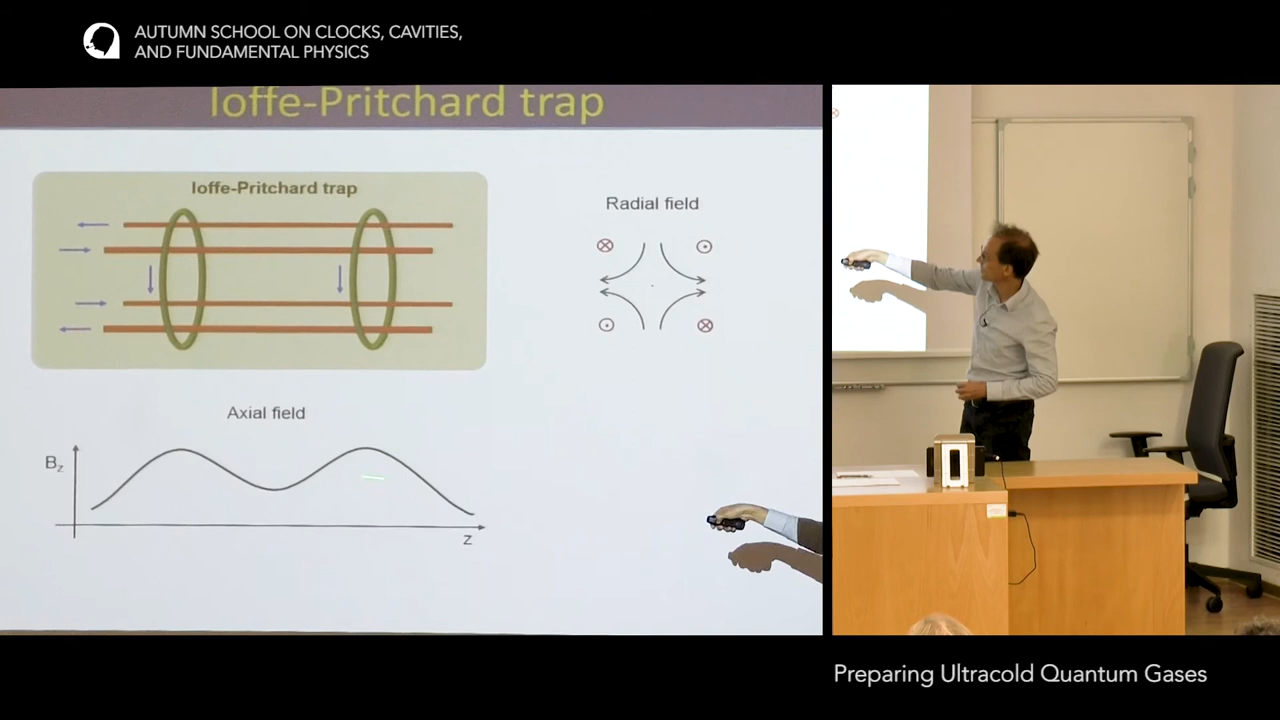 AUTUMN SCHOOL ON CLOCKS, CAVITIES,
AND FUNDAMENTAL PHYSICS
Ioffe-Pritchard trap
Ioffe-Pritchard trap
Radial field
Axial field
Bz
z
Preparing Ultracold Quantum Gases